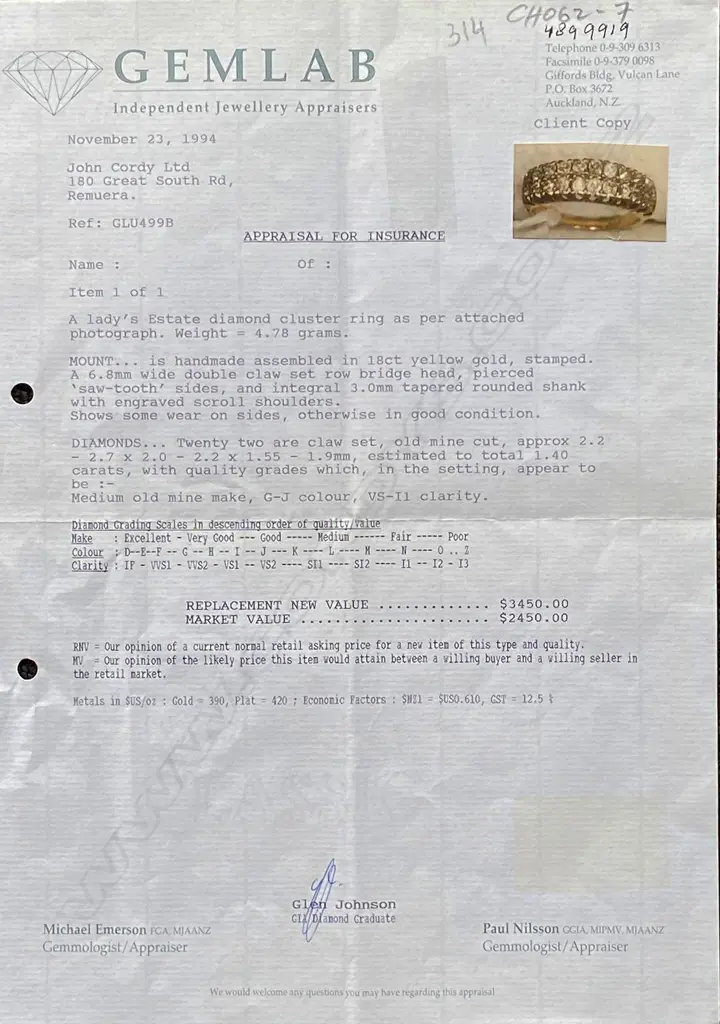 314
CH062-7
4899919
GEMLAB
Independent Jewellery Appraisers
Telephone 0-9-309 6313
Facsimile 0-9-379 0098
Giffords Bldg, Vulcan Lane
P.O. Box 3672
Auckland, N.Z.
Client Copy
November 23, 1994
John Cordy Ltd
180 Great South Rd,
Remuera.
Ref: GLU499B
APPRAISAL FOR INSURANCE
Name : Of :
Item 1 of 1
A lady's Estate diamond cluster ring as per attached
photograph. Weight = 4.78 grams.
MOUNT... is handmade assembled in 18ct yellow gold, stamped.
A 6.8mm wide double claw set row bridge head, pierced
'saw-tooth' sides, and integral 3.0mm tapered rounded shank
with engraved scroll shoulders.
Shows some wear on sides, otherwise in good condition.
DIAMONDS... Twenty two are claw set, old mine cut, approx 2.2
- 2.7 x 2.0 - 2.2 x 1.55 - 1.9mm, estimated to total 1.40
carats, with quality grades which, in the setting, appear to
be :-
Medium old mine make, G-J colour, VS-I1 clarity.
Diamond Grading Scales in descending order of quality/value
Make : Excellent - Very Good --- Good ----- Medium ------ Fair ----- Poor
Colour : D--E--F -- G -- H -- I -- J --- K ---- L ---- M ---- N ---- O .. Z
Clarity : IF - VVS1 - VVS2 - VS1 -- VS2 ---- SI1 ---- SI2 ---- I1 -- I2 - I3
REPLACEMENT NEW VALUE ............. $3450.00
MARKET VALUE ...................... $2450.00
RNV = Our opinion of a current normal retail asking price for a new item of this type and quality.
MV = Our opinion of the likely price this item would attain between a willing buyer and a willing seller in
the retail market.
Metals in $US/oz : Gold = 390, Plat = 420 ; Economic Factors : $NZ1 = $US0.610, GST = 12.5 %
Glen Johnson
GIA Diamond Graduate
Michael Emerson FGA, MJAANZ
Gemmologist/Appraiser
Paul Nilsson GGIA, MIPMV, MJAANZ
Gemmologist/Appraiser
We would welcome any questions you may have regarding this appraisal